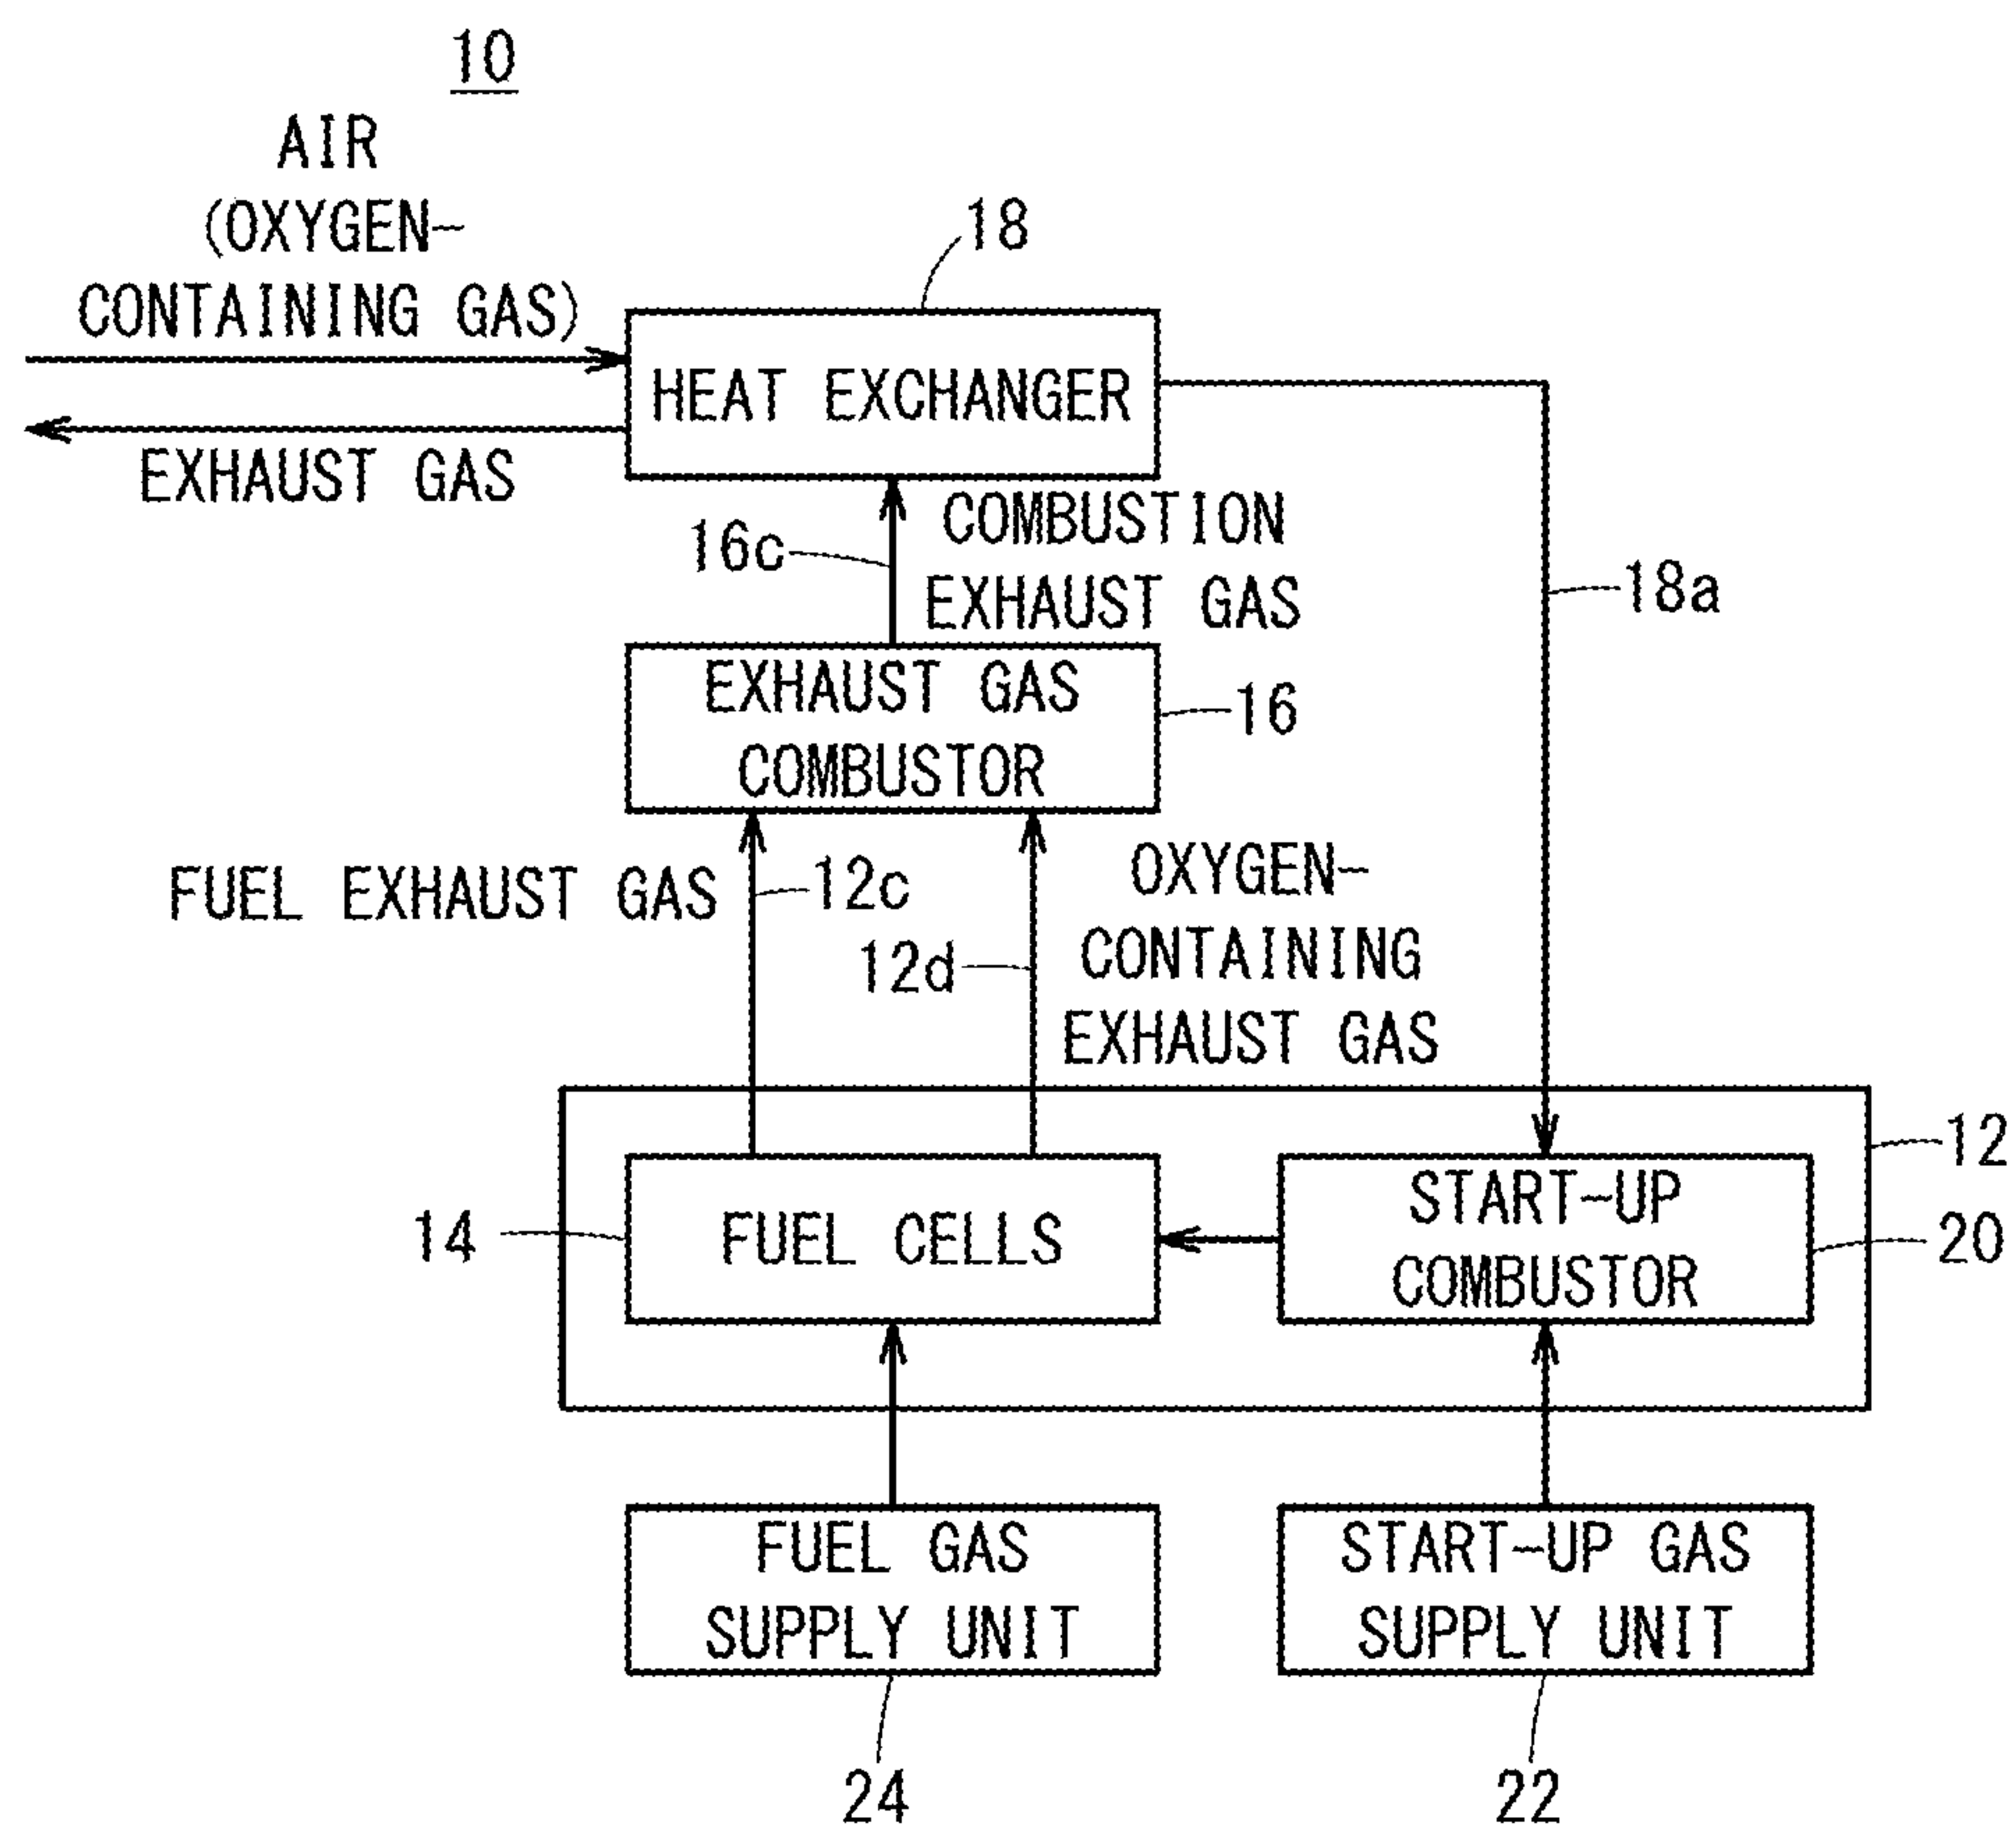 10
AIR
(OXYGEN-
CONTAINING GAS)
18
HEAT EXCHANGER
EXHAUST GAS
16c
COMBUSTION
EXHAUST GAS
18a
EXHAUST GAS
COMBUSTOR
16
FUEL EXHAUST GAS
12c
12d
OXYGEN-
CONTAINING
EXHAUST GAS
12
14
FUEL CELLS
START-UP
COMBUSTOR
20
FUEL GAS
SUPPLY UNIT
START-UP GAS
SUPPLY UNIT
24
22